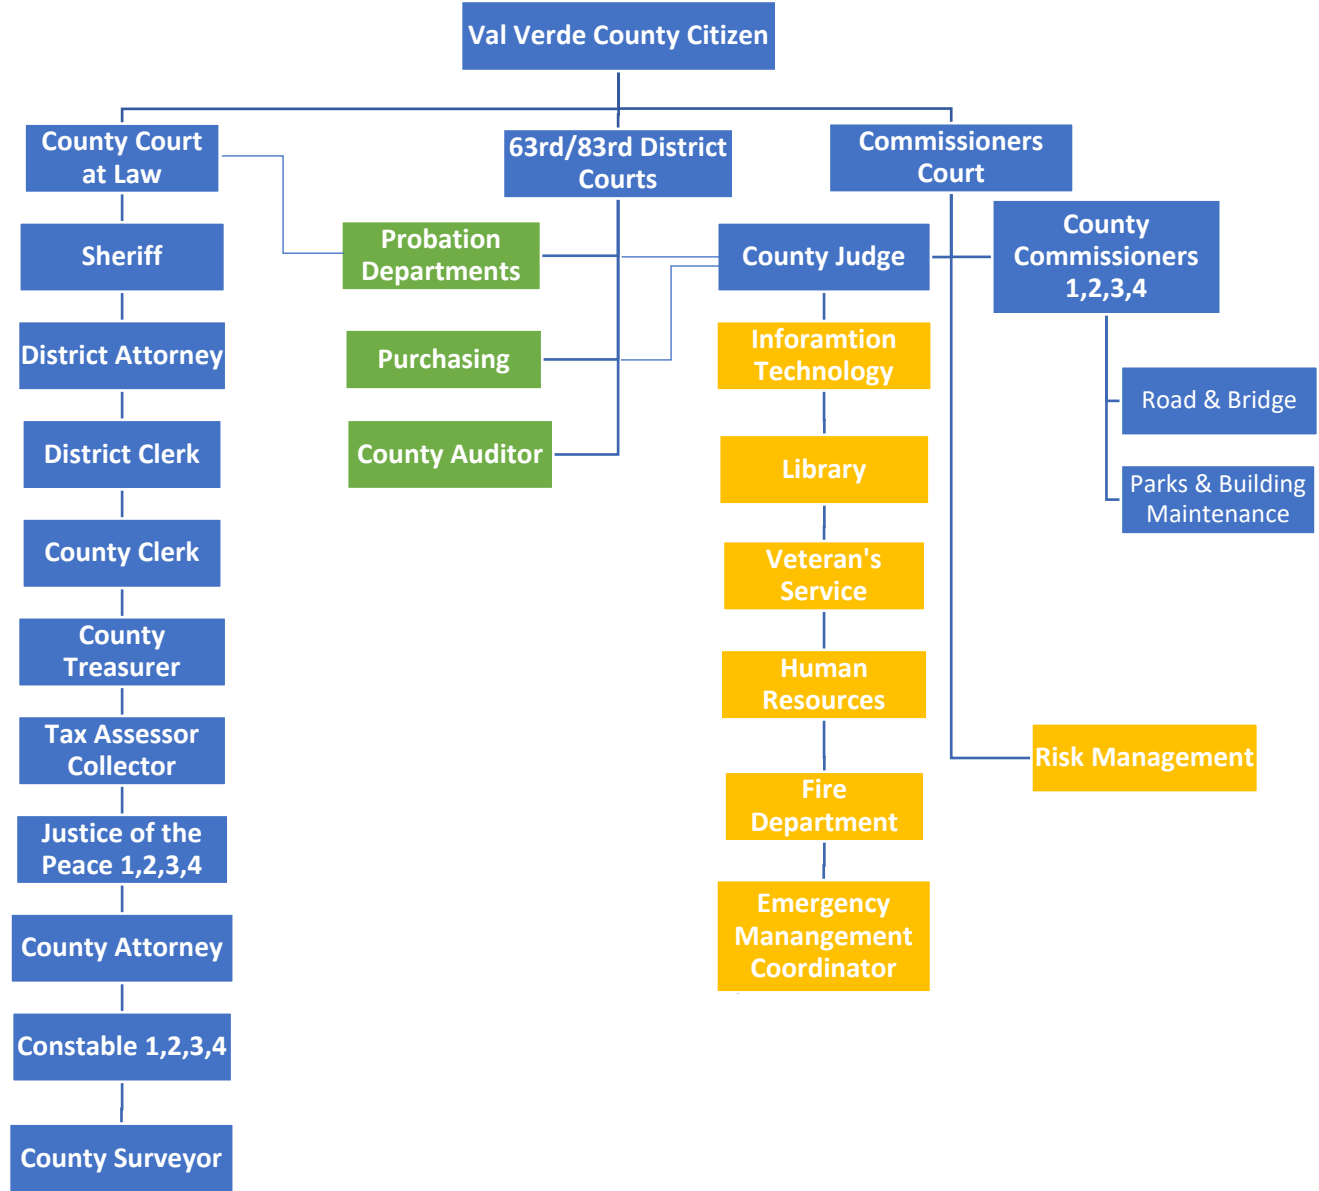 Val Verde County Citizen
County Court
at Law
63rd/83rd District
Courts
Commissioners
Court
Sheriff
District Attorney
District Clerk
County Clerk
County
Treasurer
Tax Assessor
Collector
Justice of the
Peace 1,2,3,4
County Attorney
Constable 1,2,3,4
County Surveyor
Probation
Departments
Purchasing
County Auditor
County Judge
Inforamtion
Technology
Library
Veteran's
Service
Human
Resources
Fire
Department
Emergency
Manangement
Coordinator
County
Commissioners
1,2,3,4
Road & Bridge
Parks & Building
Maintenance
Risk Management